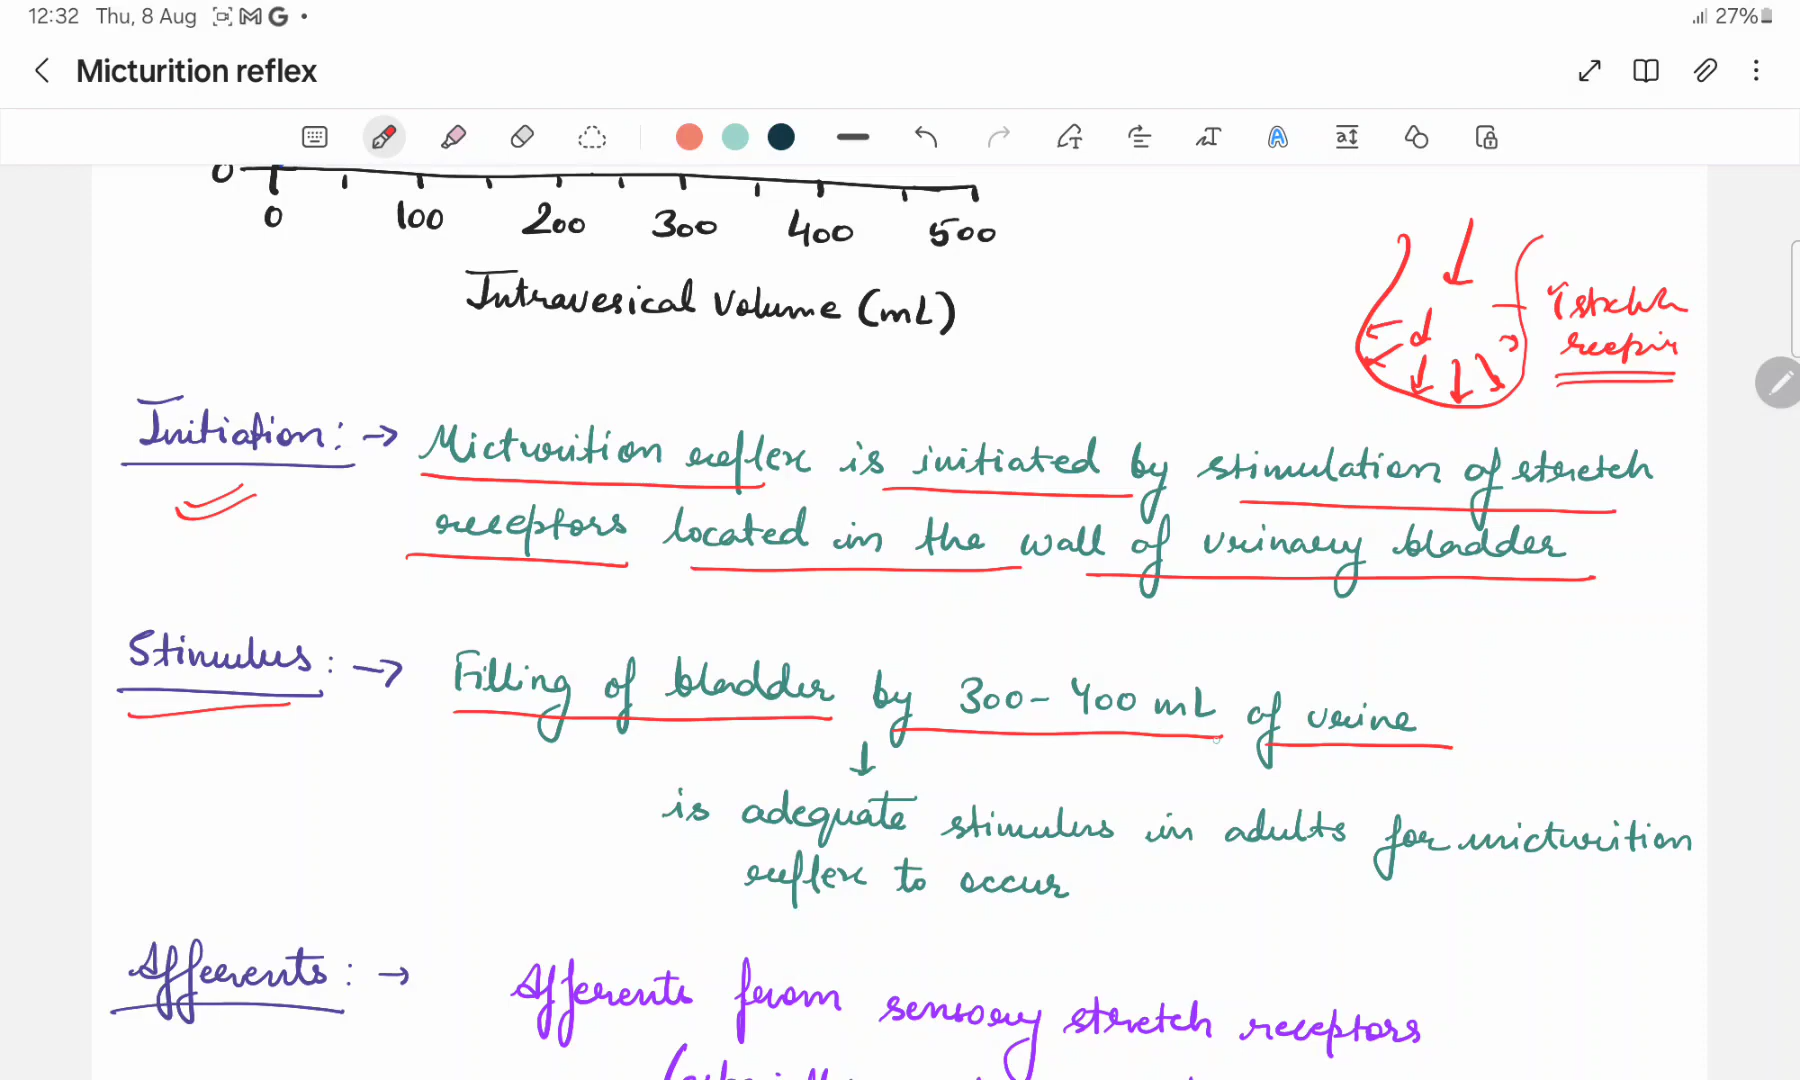 12:32 Thu, 8 Aug 27%
Micturition reflex
0
0 100 200 300 400 500
Intravesical Volume (mL)
Initiation: → Micturition reflex is initiated by stimulation of stretch
receptors located in the wall of urinary bladder
Stimulus: → Filling of bladder by 300-400 mL of urine
↓
is adequate stimulus in adults for micturition
reflex to occur
Afferents: → Afferents from sensory stretch receptors